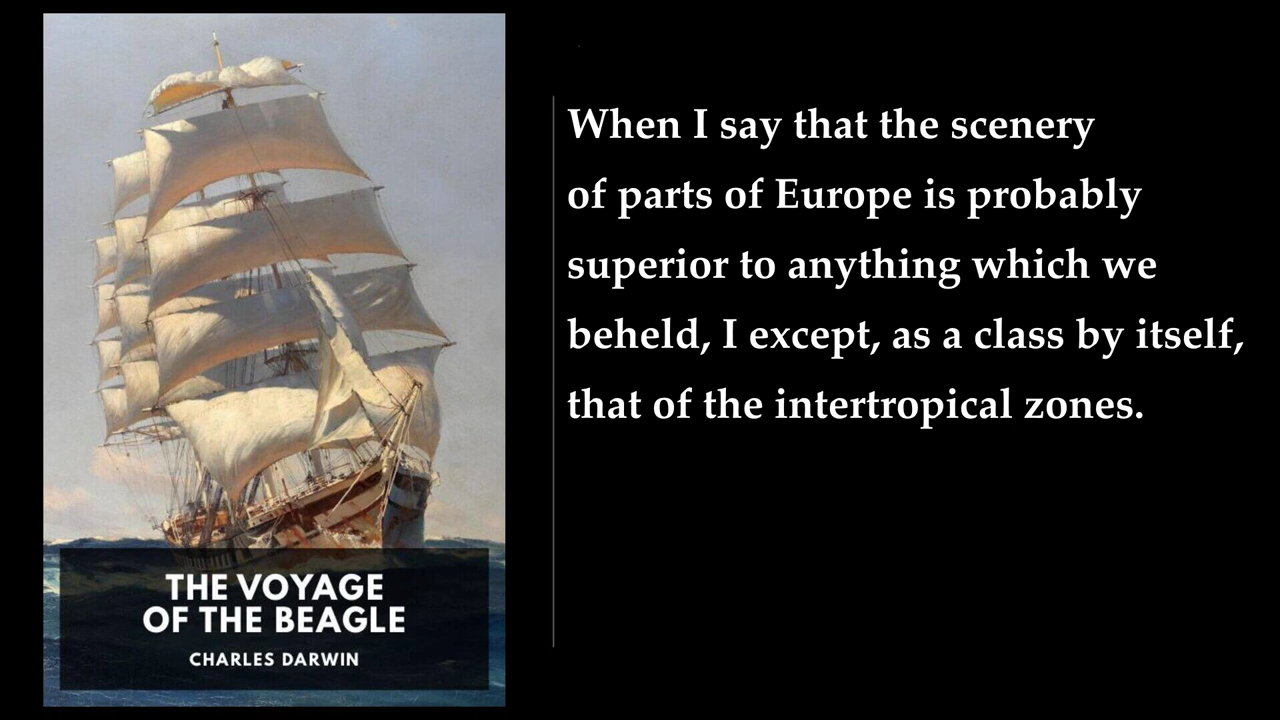 THE VOYAGE
OF THE BEAGLE
CHARLES DARWIN
When I say that the scenery
of parts of Europe is probably
superior to anything which we
beheld, I except, as a class by itself,
that of the intertropical zones.